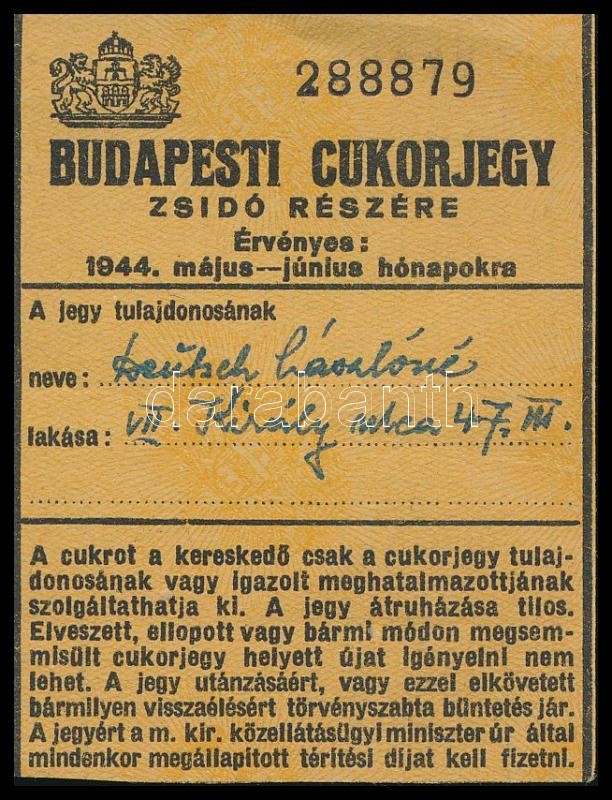 288879
BUDAPESTI CUKORJEGY
ZSIDÓ RÉSZÉRE
Érvényes:
1944. május—június hónapokra
A jegy tulajdonosának
neve: Deutsch Lászlóné
darabanth
lakása: VII Király utca 47. III.
A cukrot a kereskedő csak a cukorjegy tulaj-
donosának vagy igazolt meghatalmazottjának
szolgáltathatja ki. A jegy átruházása tilos.
Elveszett, ellopott vagy bármi módon megsem-
misült cukorjegy helyett újat igényelni nem
lehet. A jegy utánzásáért, vagy ezzel elkövetett
bármilyen visszaélésért törvényszabta büntetés jár.
A jegyért a m. kir. közellátásügyi miniszter úr által
mindenkor megállapított térítési díjat kell fizetni.